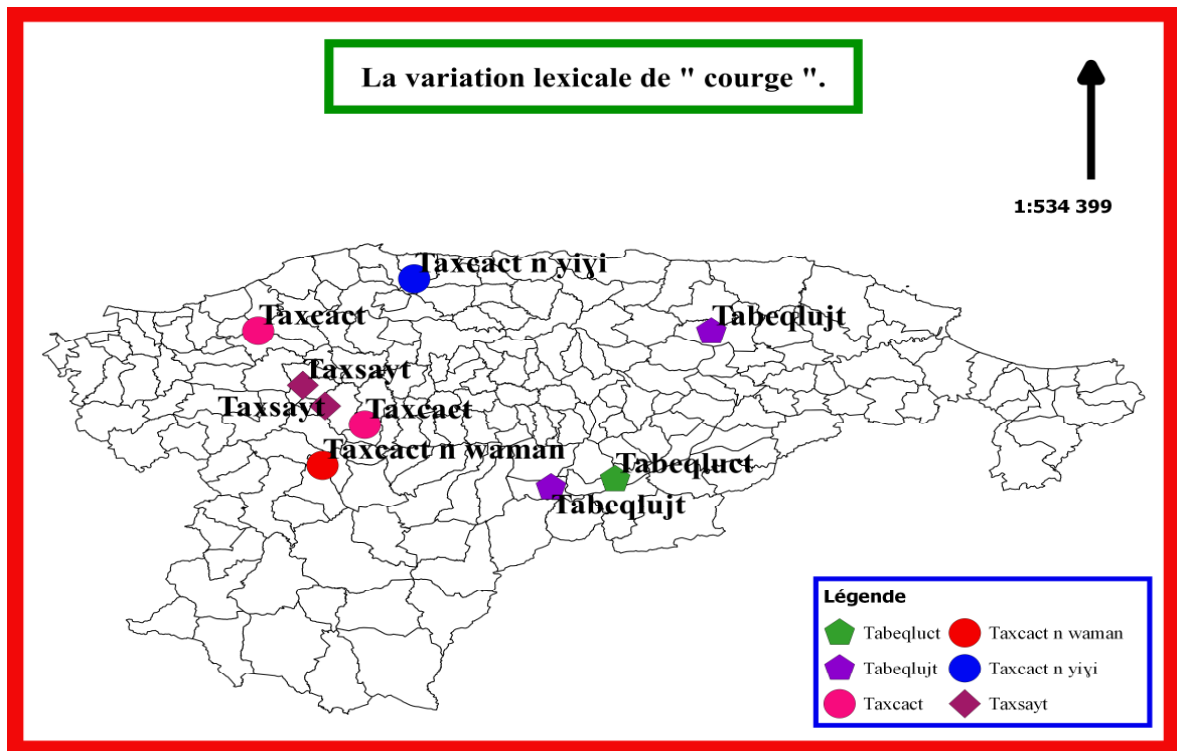 La variation lexicale de " courge ".
1:534 399
Taxcact n yiɣi
Taxcact
Tabeqlujt
Taxsayt
Taxsayt
Taxcact
Taxcact n waman
Tabeqluct
Tabeqlujt
Légende
Tabeqluct
Taxcact n waman
Tabeqlujt
Taxcact n yiɣi
Taxcact
Taxsayt